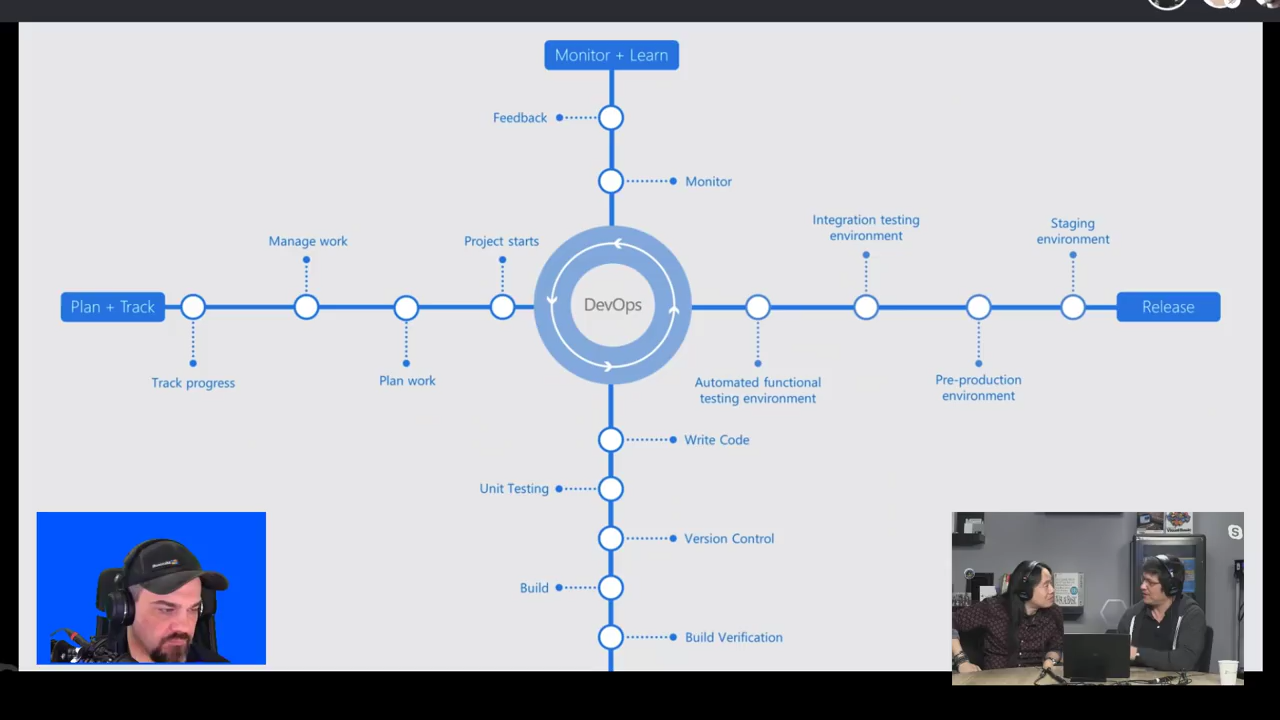 Monitor + Learn
Feedback
Monitor
Integration testing
environment
Staging
environment
Manage work
Project starts
Plan + Track
DevOps
Release
Track progress
Plan work
Automated functional
testing environment
Pre-production
environment
Write Code
Unit Testing
Version Control
Build
Build Verification